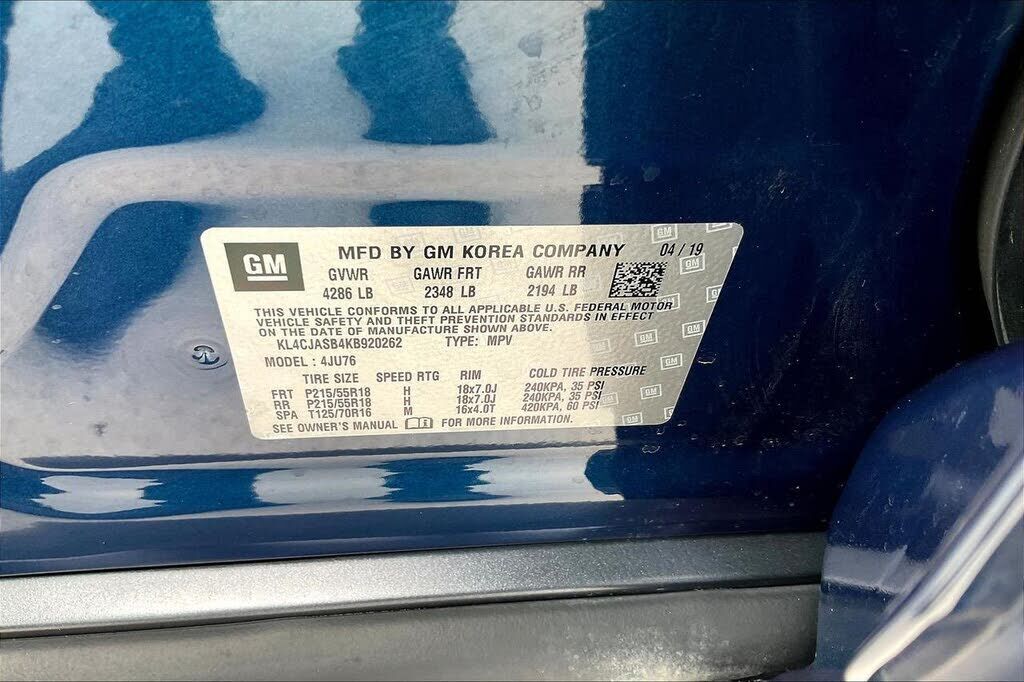 GM
MFD BY GM KOREA COMPANY 04 / 19
GVWR GAWR FRT GAWR RR
4286 LB 2348 LB 2194 LB
THIS VEHICLE CONFORMS TO ALL APPLICABLE U.S. FEDERAL MOTOR
VEHICLE SAFETY AND THEFT PREVENTION STANDARDS IN EFFECT
ON THE DATE OF MANUFACTURE SHOWN ABOVE.
KL4CJASB4KB920262 TYPE: MPV
MODEL : 4JU76
TIRE SIZE SPEED RTG RIM COLD TIRE PRESSURE
FRT P215/55R18 H 18x7.0J 240KPA, 35 PSI
RR P215/55R18 H 18x7.0J 240KPA, 35 PSI
SPA T125/70R16 M 16x4.0T 420KPA, 60 PSI
SEE OWNER'S MANUAL FOR MORE INFORMATION.